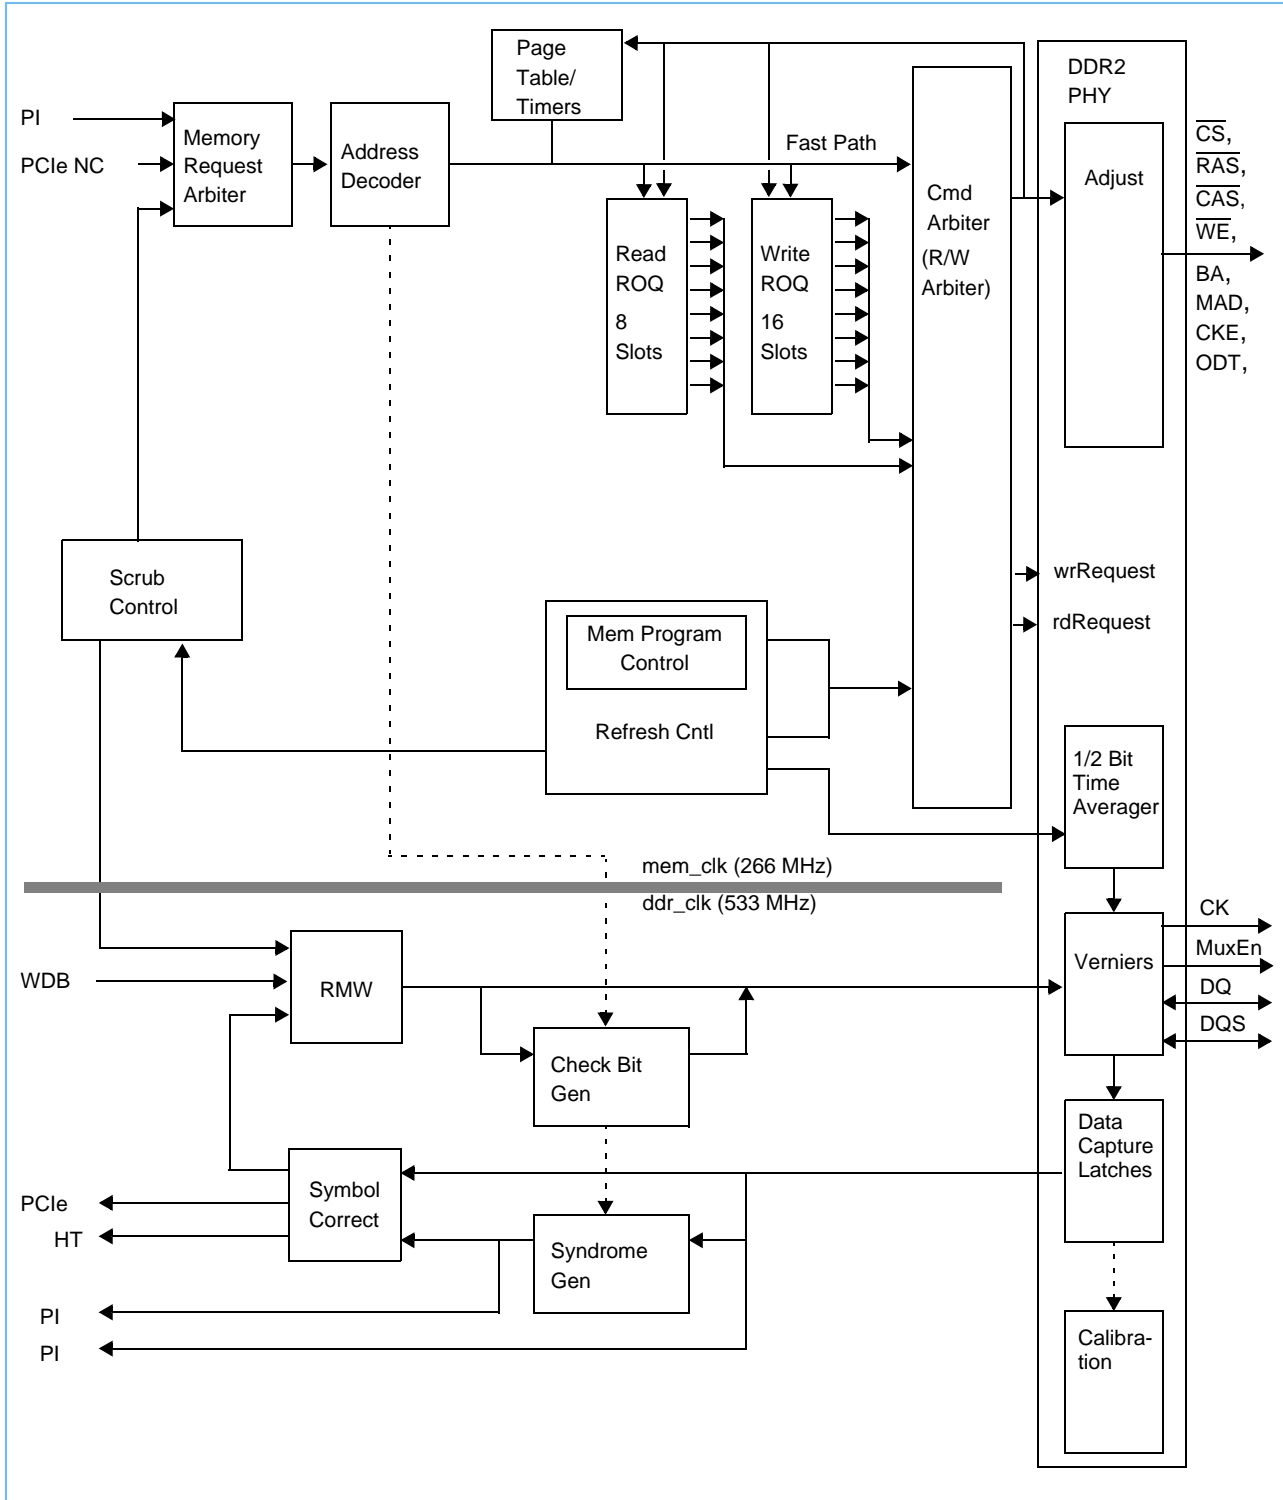 Page
Table/
Timers
DDR2
PHY
PI
PCIe NC
Memory
Request
Arbiter
Address
Decoder
Fast Path
Cmd
Arbiter
(R/W
Arbiter)
Adjust
CS,
RAS,
CAS,
WE,
BA,
MAD,
CKE,
ODT,
Read
ROQ
8
Slots
Write
ROQ
16
Slots
Scrub
Control
wrRequest
rdRequest
Mem Program
Control
Refresh Cntl
1/2 Bit
Time
Averager
mem_clk (266 MHz)
ddr_clk (533 MHz)
WDB
RMW
Verniers
CK
MuxEn
DQ
DQS
Check Bit
Gen
Data
Capture
Latches
PCIe
HT
Symbol
Correct
Syndrome
Gen
PI
PI
Calibra-
tion